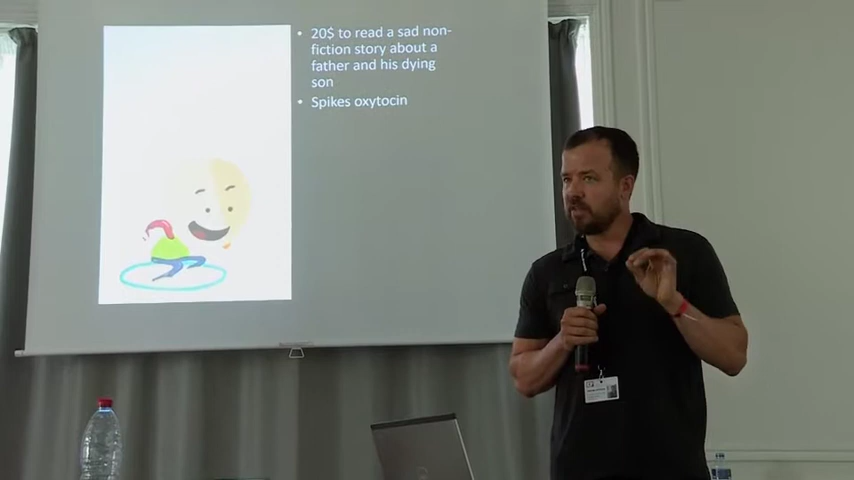 • 20$ to read a sad non-
fiction story about a
father and his dying
son
• Spikes oxytocin